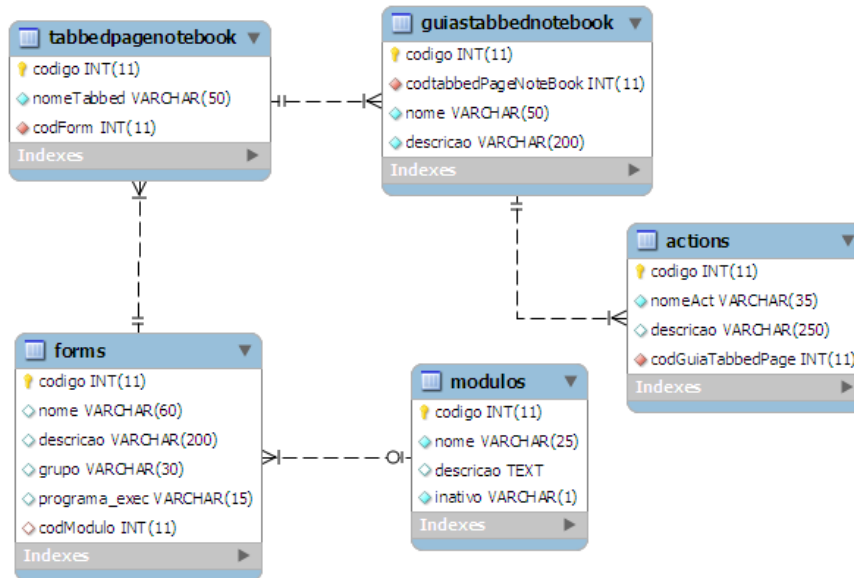 tabbedpagenotebook
codigo INT(11)
nomeTabbed VARCHAR(50)
codForm INT(11)
Indexes
guiastabbednotebook
codigo INT(11)
codtabbedPageNoteBook INT(11)
nome VARCHAR(50)
descricao VARCHAR(200)
Indexes
actions
codigo INT(11)
nomeAct VARCHAR(35)
descricao VARCHAR(250)
codGuiaTabbedPage INT(11)
Indexes
forms
codigo INT(11)
nome VARCHAR(60)
descricao VARCHAR(200)
grupo VARCHAR(30)
programa_exec VARCHAR(15)
codModulo INT(11)
Indexes
modulos
codigo INT(11)
nome VARCHAR(25)
descricao TEXT
inativo VARCHAR(1)
Indexes